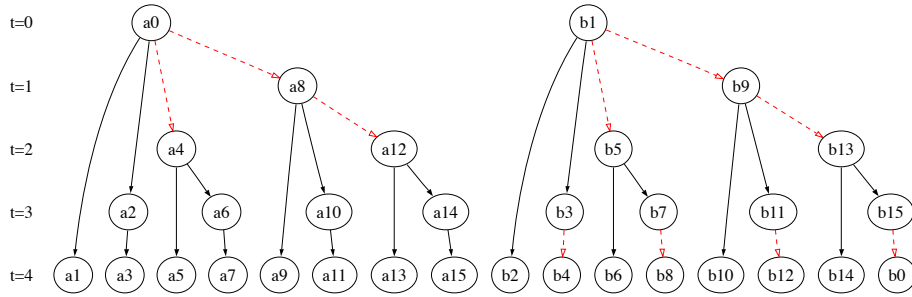 t=0 a0 b1
t=1 a8 b9
t=2 a4 a12 b5 b13
t=3 a2 a6 a10 a14 b3 b7 b11 b15
t=4 a1 a3 a5 a7 a9 a11 a13 a15 b2 b4 b6 b8 b10 b12 b14 b0